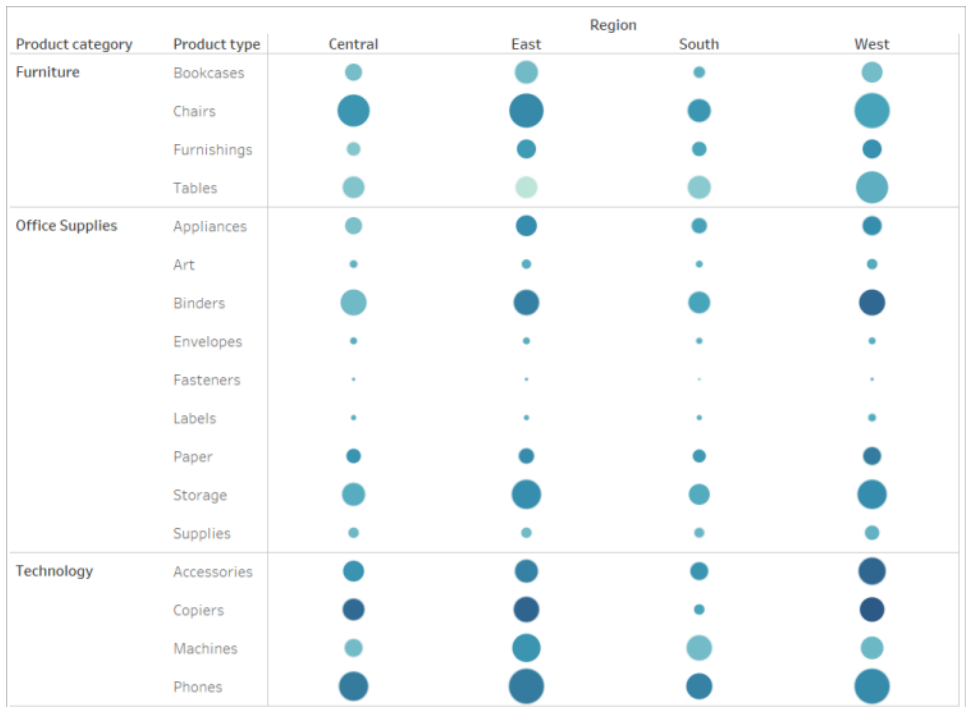 Region
Product category Product type Central East South West
Furniture Bookcases
Chairs
Furnishings
Tables
Office Supplies Appliances
Art
Binders
Envelopes
Fasteners
Labels
Paper
Storage
Supplies
Technology Accessories
Copiers
Machines
Phones